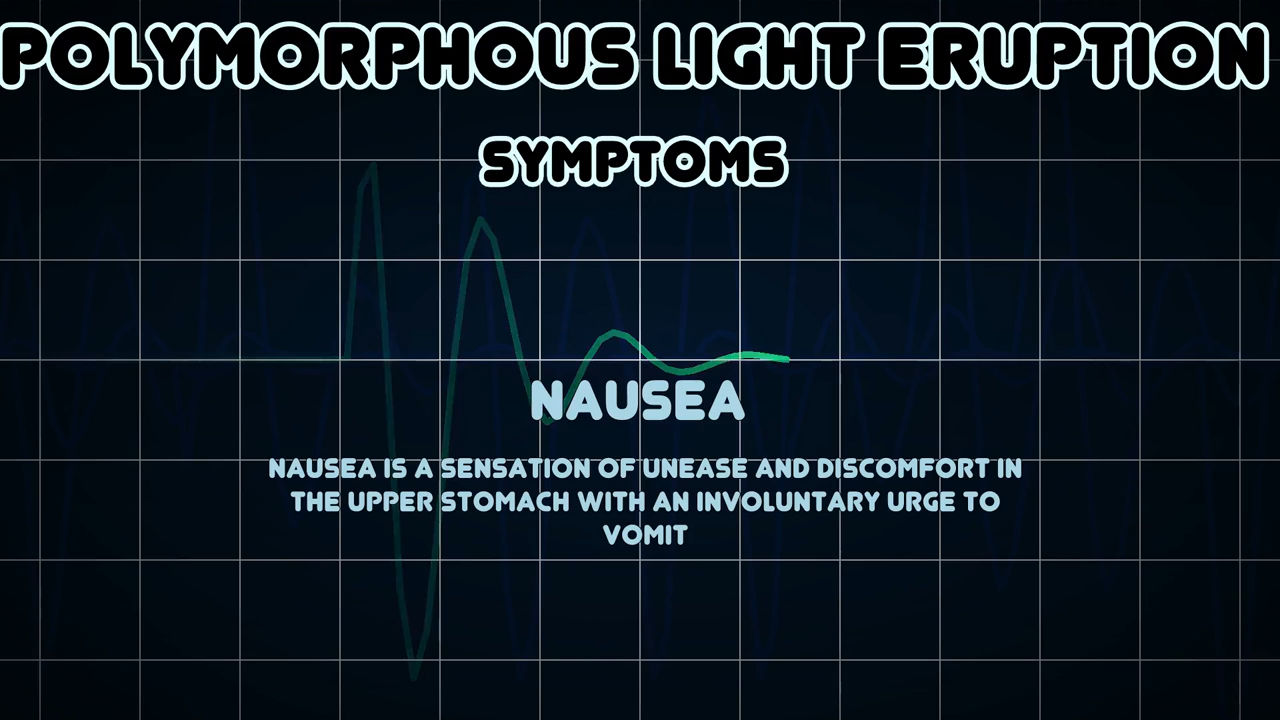 POLYMORPHOUS LIGHT ERUPTION
SYMPTOMS
NAUSEA
NAUSEA IS A SENSATION OF UNEASE AND DISCOMFORT IN
THE UPPER STOMACH WITH AN INVOLUNTARY URGE TO
VOMIT